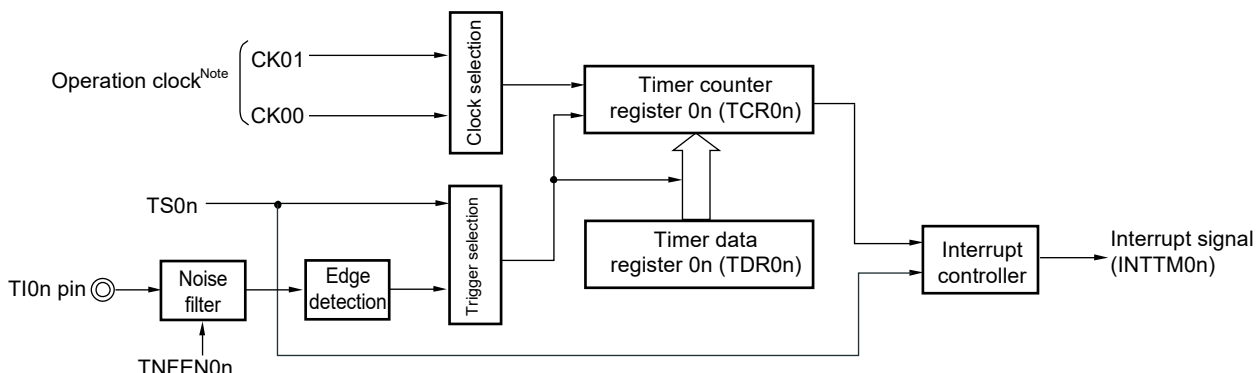 Operation clock Note
CK01
CK00
Clock selection
Timer counter
register 0n (TCR0n)
TS0n
Trigger selection
Timer data
register 0n (TDR0n)
TI0n pin
Noise
filter
Edge
detection
Interrupt
controller
Interrupt signal
(INTTM0n)
TNFEN0n